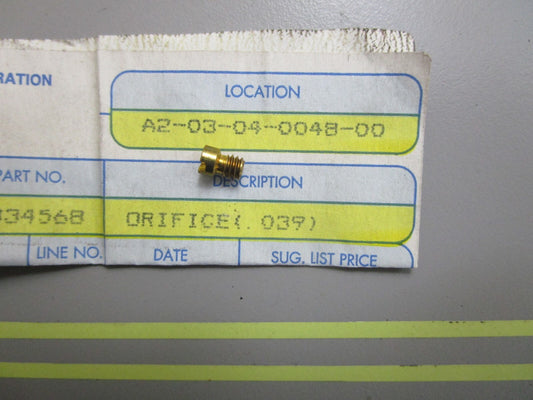 RATION
LOCATION
A2-03-04-0048-00
PART NO.
DESCRIPTION
34568
ORIFICE(.039)
LINE NO.
DATE
SUG. LIST PRICE